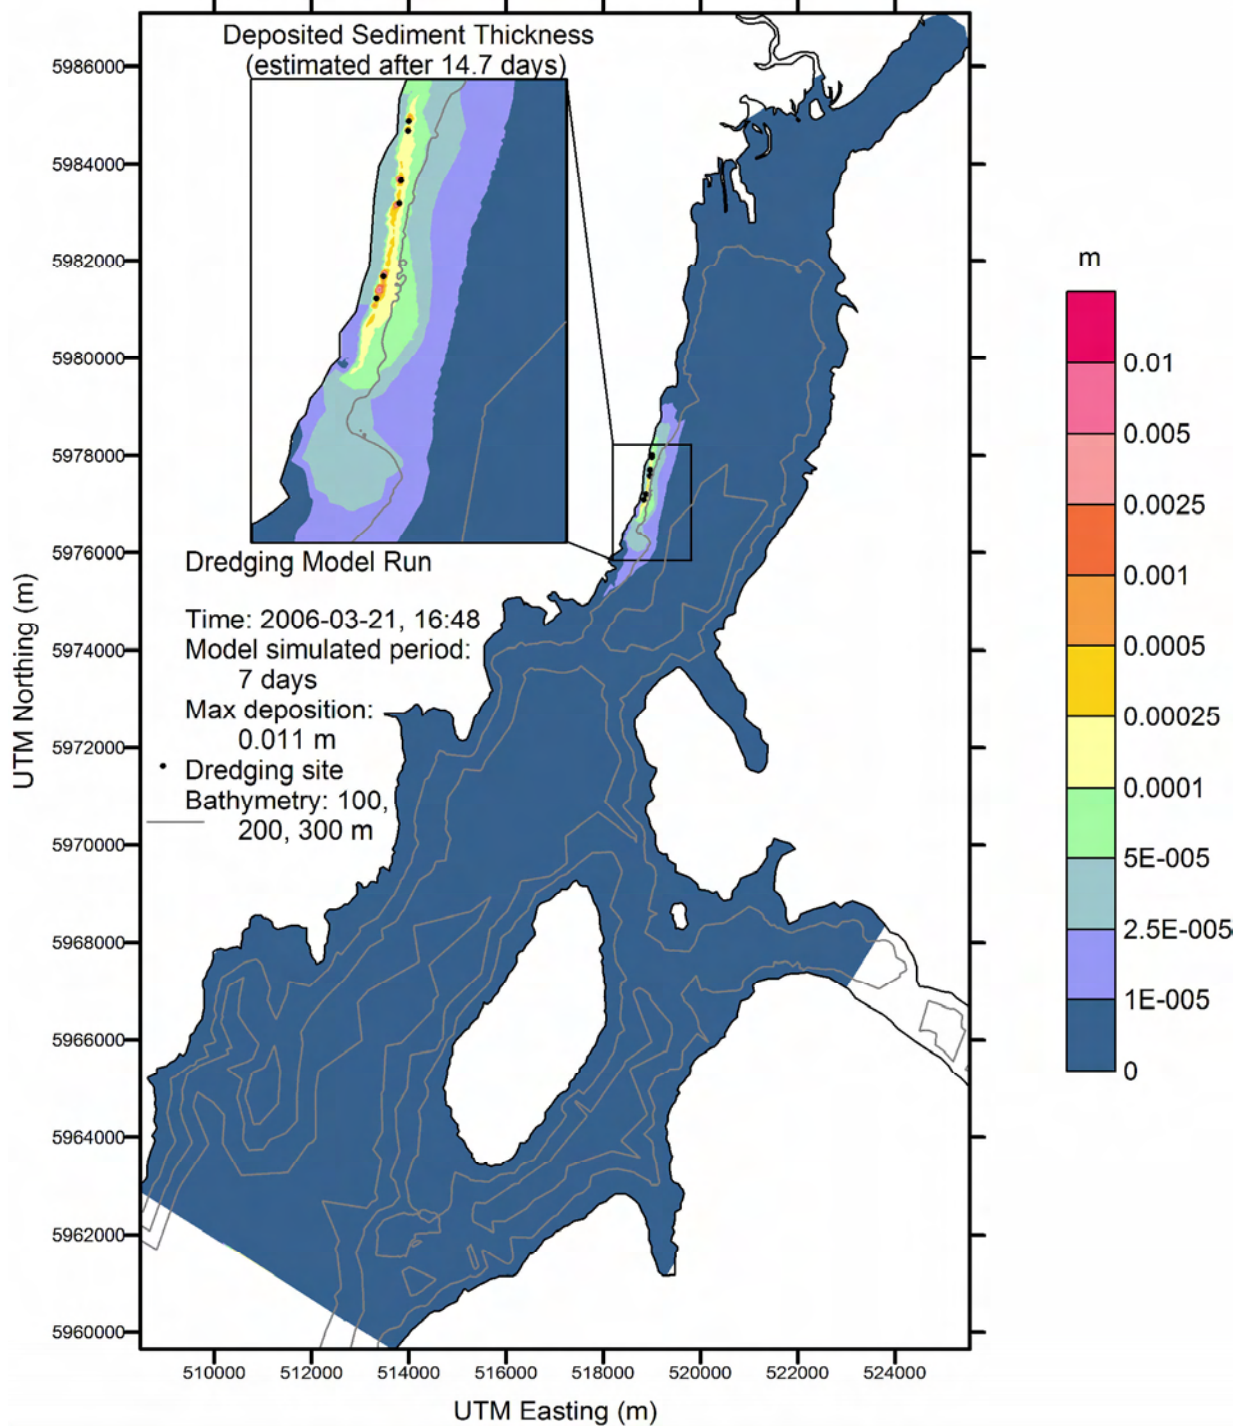 Deposited Sediment Thickness
(estimated after 14.7 days)
Dredging Model Run
Time: 2006-03-21, 16:48
Model simulated period:
7 days
Max deposition:
0.011 m
Dredging site
Bathymetry: 100,
200, 300 m
UTM Northing (m)
5986000
5984000
5982000
5980000
5978000
5976000
5974000
5972000
5970000
5968000
5966000
5964000
5962000
5960000
510000
512000
514000
516000
518000
520000
522000
524000
UTM Easting (m)
m
0.01
0.005
0.0025
0.001
0.0005
0.00025
0.0001
5E-005
2.5E-005
1E-005
0